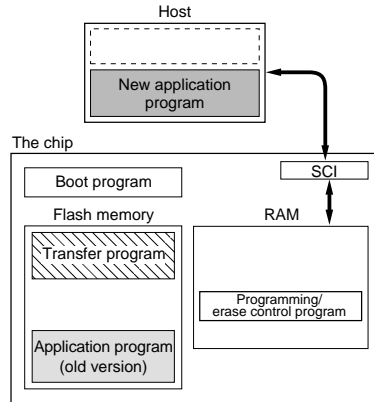 Host
New application
program
The chip
SCI
Boot program
Flash memory
RAM
Transfer program
Programming/
erase control program
Application program
(old version)